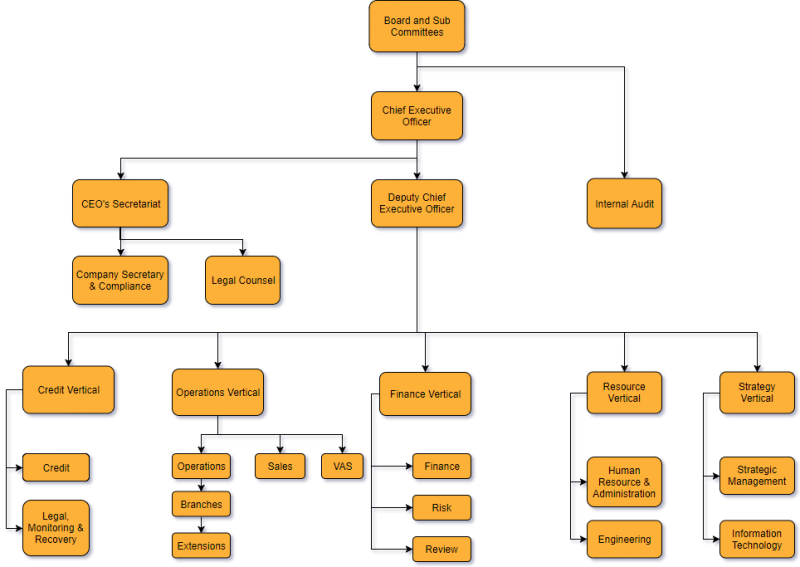 Board and Sub
Committees
Chief Executive
Officer
CEO's Secretariat
Deputy Chief
Executive Officer
Internal Audit
Company Secretary
& Compliance
Legal Counsel
Credit Vertical
Operations Vertical
Finance Vertical
Resource
Vertical
Strategy
Vertical
Credit
Operations
Sales
VAS
Finance
Human
Resource &
Administration
Strategic
Management
Legal,
Monitoring &
Recovery
Branches
Risk
Extensions
Review
Engineering
Information
Technology